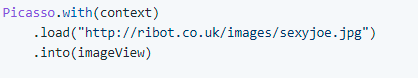 Picasso.with(context)
    .load("http://ribot.co.uk/images/sexyjoe.jpg")
    .into(imageView)